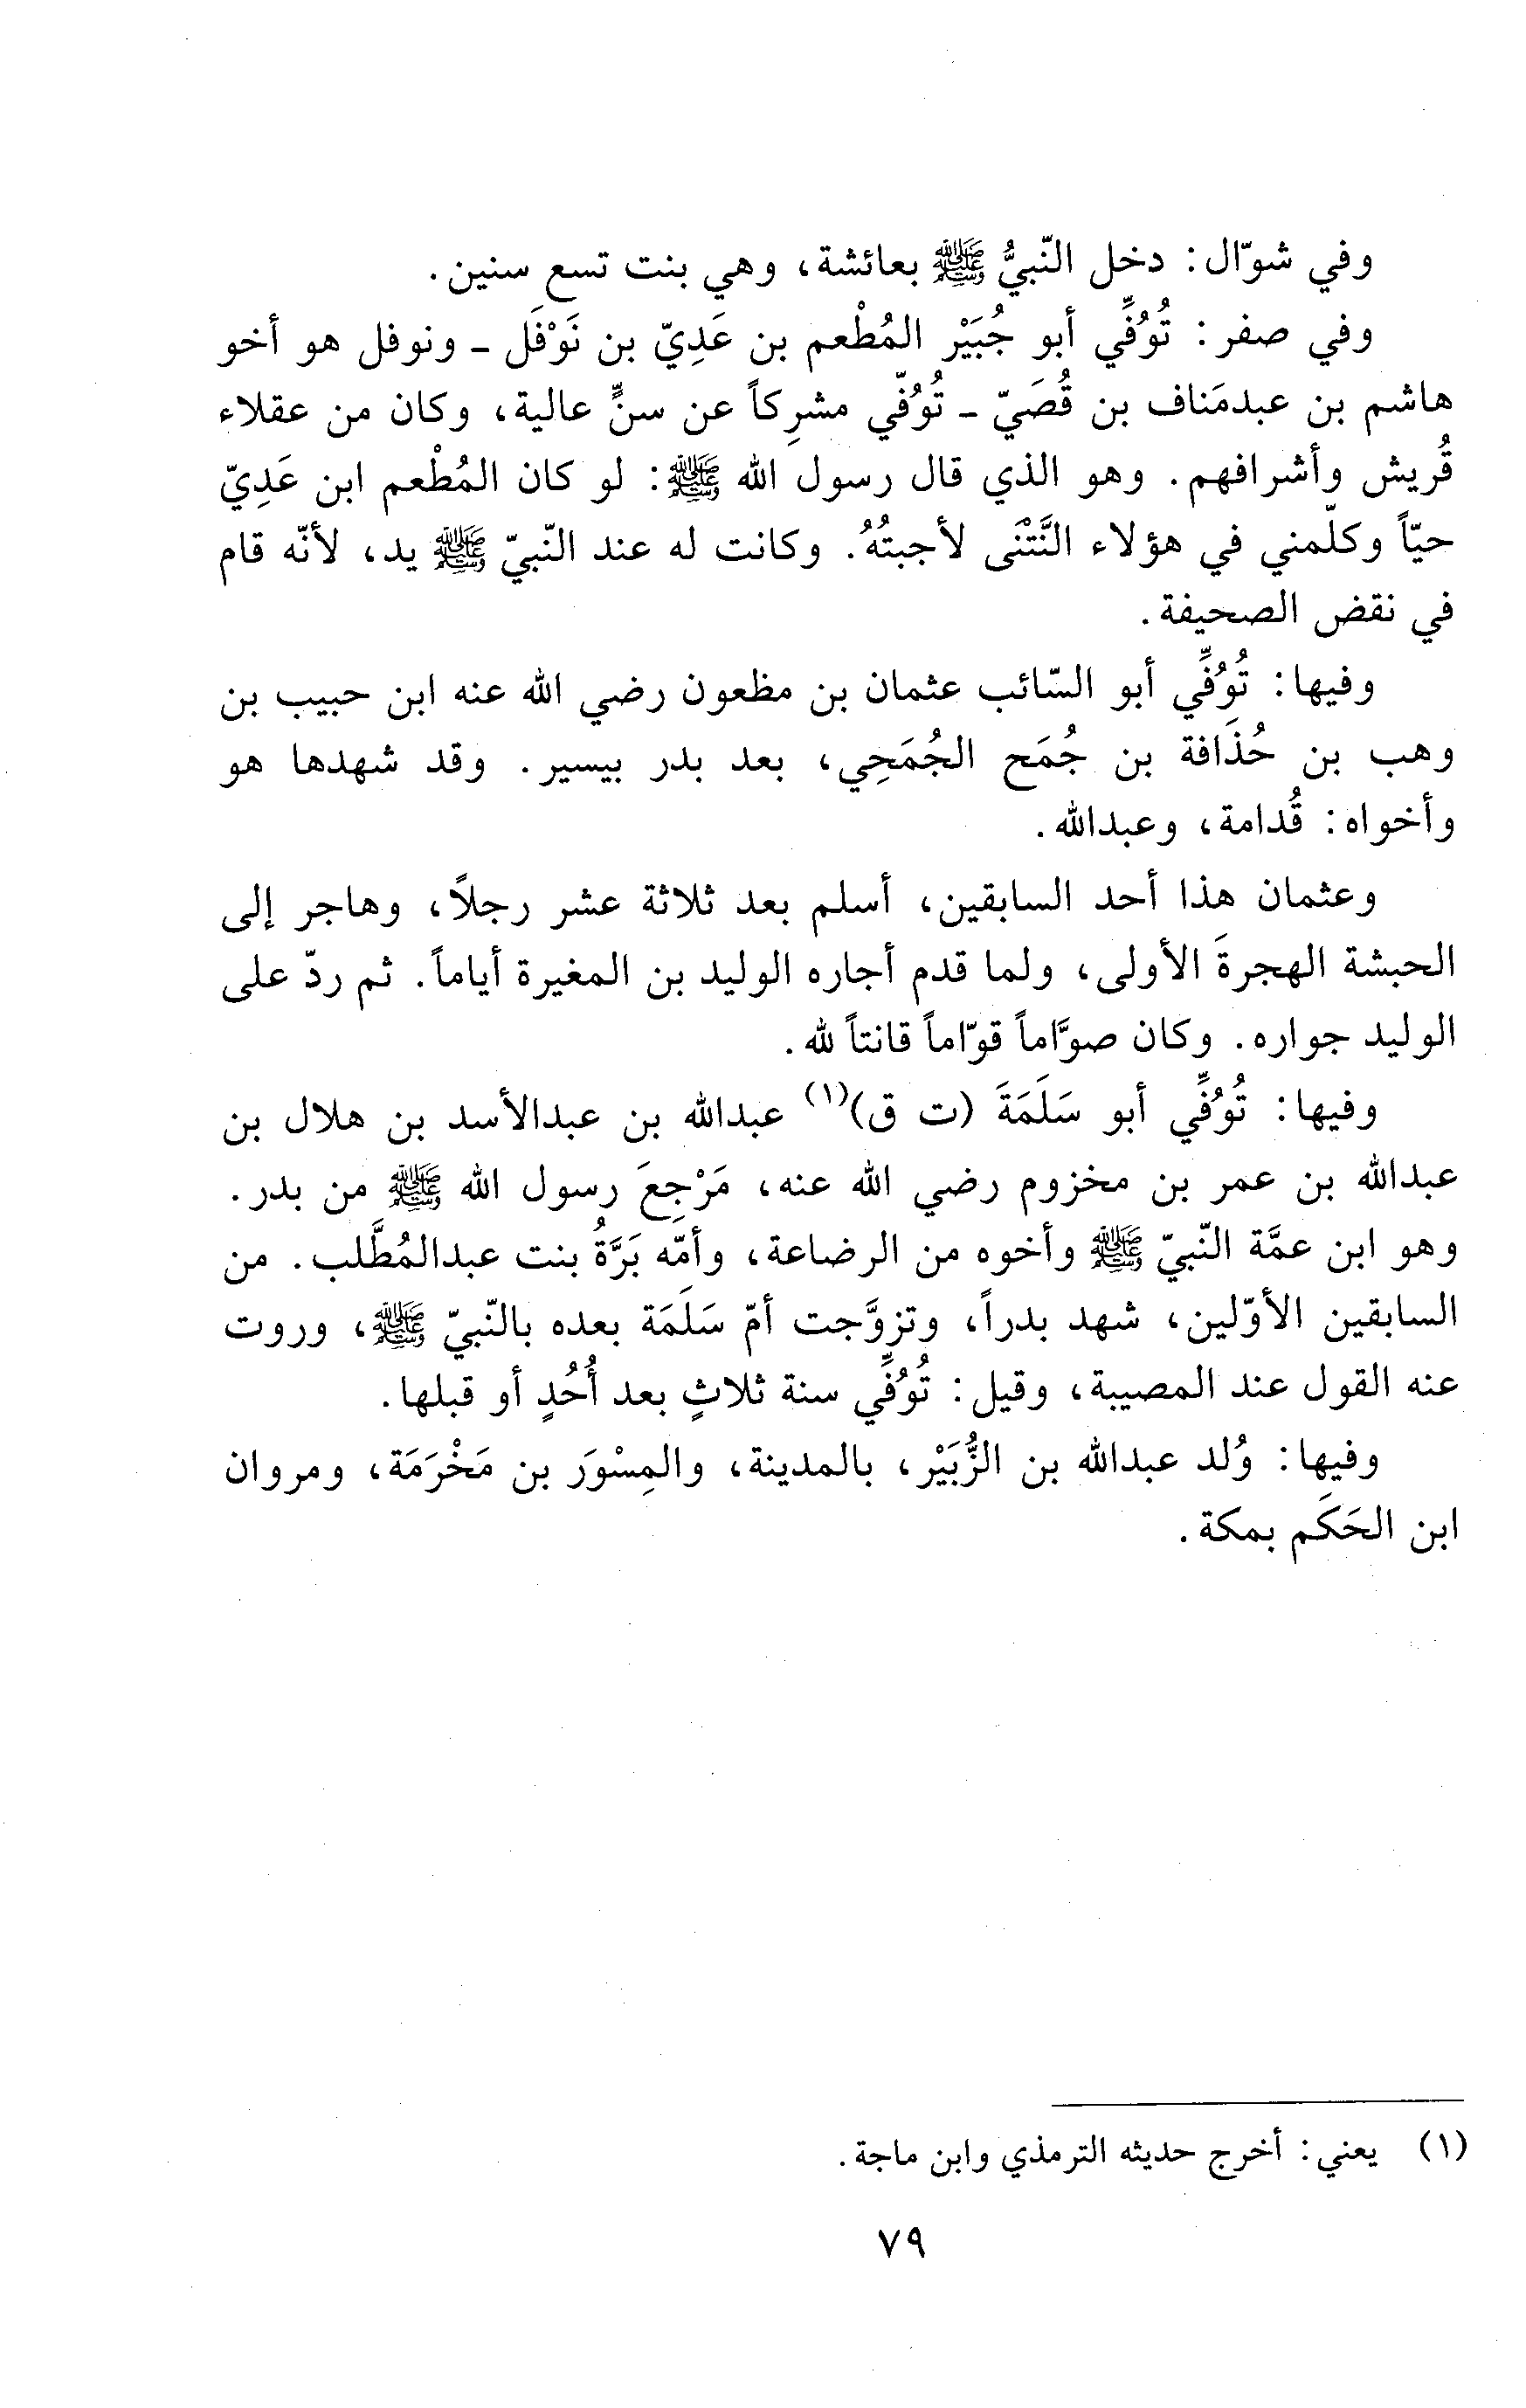 وفي شوّال: دخل النّبيُّ ﷺ بعائشة، وهي بنت تسع سنين.
وفي صفر: تُوُفِّي أبو جُبَيْر المُطْعم بن عَدِيّ بن نَوْفَل ـ ونوفل هو أخو
هاشم بن عبدمَناف بن قُصَيّ ـ تُوُفّي مشرِكاً عن سنٍّ عالية، وكان من عقلاء
قُريش وأشرافهم. وهو الذي قال رسول الله ﷺ: لو كان المُطْعم ابن عَدِيّ
حيّاً وكلّمني في هؤلاء النَّتْنَى لأجبتُهُ. وكانت له عند النّبيّ ﷺ يد، لأنّه قام
في نقض الصحيفة.
وفيها: تُوُفِّي أبو السّائب عثمان بن مظعون رضي الله عنه ابن حبيب بن
وهب بن حُذَافة بن جُمَح الجُمَحِي، بعد بدر بيسير. وقد شهدها هو
وأخواه: قُدامة، وعبدالله.
وعثمان هذا أحد السابقين، أسلم بعد ثلاثة عشر رجلاً، وهاجر إلى
الحبشة الهجرةَ الأولى، ولما قدم أجاره الوليد بن المغيرة أياماً. ثم ردّ على
الوليد جواره. وكان صوَّاماً قوّاماً قانتاً لله.
وفيها: تُوُفِّي أبو سَلَمَةَ (ت ق)(١) عبدالله بن عبدالأسد بن هلال بن
عبدالله بن عمر بن مخزوم رضي الله عنه، مَرْجِعَ رسول الله ﷺ من بدر.
وهو ابن عمَّة النّبيّ ﷺ وأخوه من الرضاعة، وأمّه بَرَّةُ بنت عبدالمُطَّلب. من
السابقين الأوّلين، شهد بدراً، وتزوَّجت أمّ سَلَمَة بعده بالنّبيّ ﷺ، وروت
عنه القول عند المصيبة، وقيل: تُوُفِّي سنة ثلاثٍ بعد أُحُدٍ أو قبلها.
وفيها: وُلد عبدالله بن الزُّبَيْر، بالمدينة، والمِسْوَر بن مَخْرَمَة، ومروان
ابن الحَكَم بمكة.
(١) يعني: أخرج حديثه الترمذي وابن ماجة.
٧٩